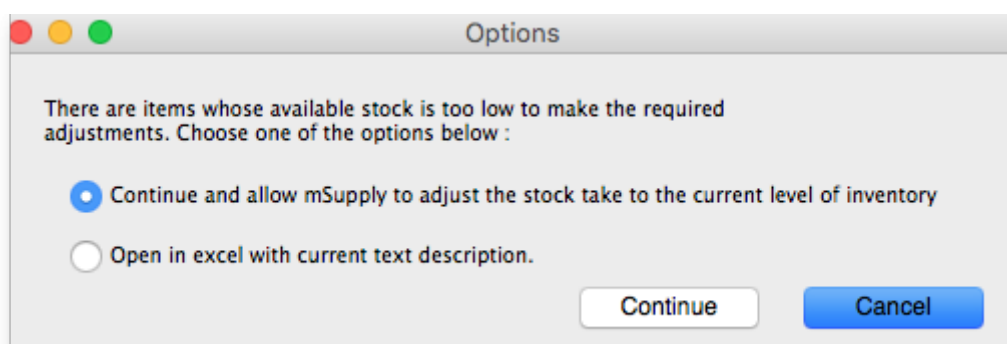 Options
There are items whose available stock is too low to make the required
adjustments. Choose one of the options below :
Continue and allow mSupply to adjust the stock take to the current level of inventory
Open in excel with current text description.
Continue
Cancel